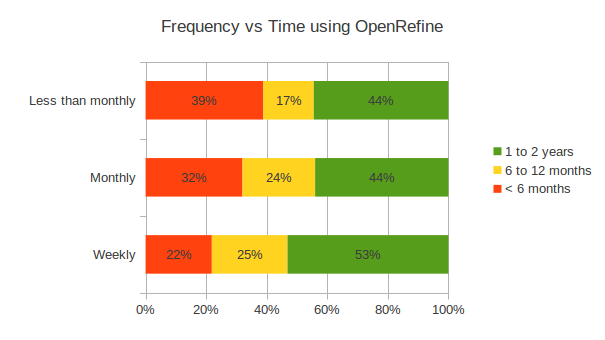 Frequency vs Time using OpenRefine
Less than monthly 39% 17% 44%
Monthly 32% 24% 44%
Weekly 22% 25% 53%
0% 20% 40% 60% 80% 100%
1 to 2 years
6 to 12 months
< 6 months